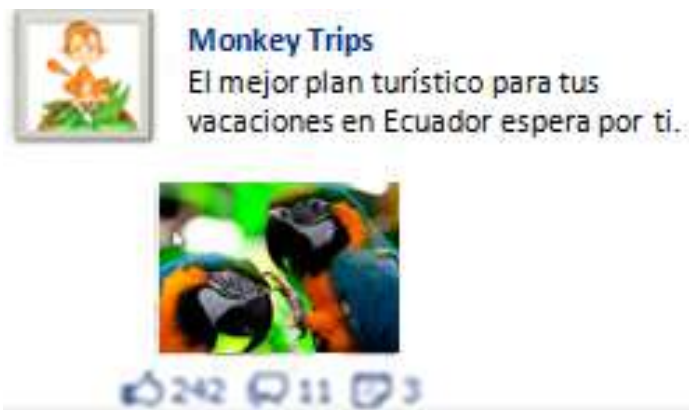 Monkey Trips
El mejor plan turístico para tus
vacaciones en Ecuador espera por ti.
242 11 3